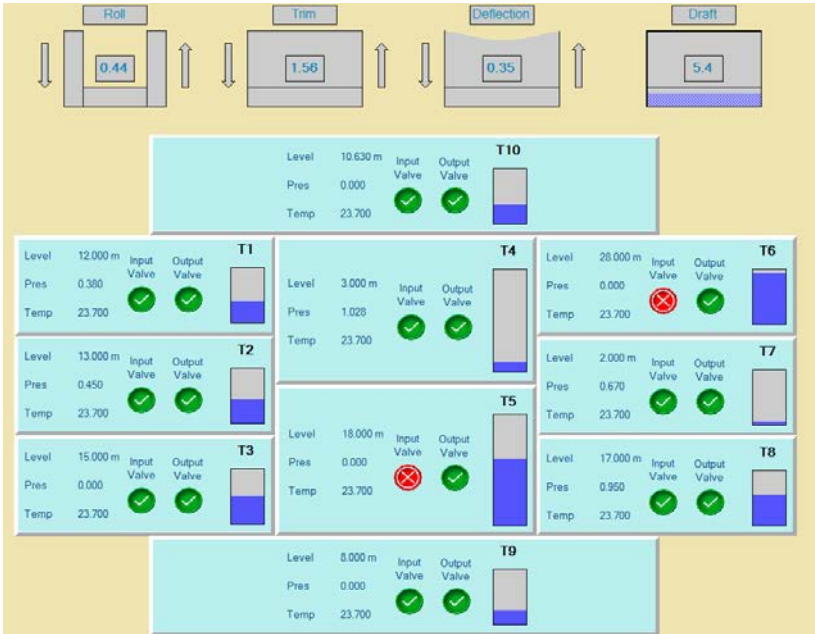 Roll Trim Deflection Draft
0.44 1.56 0.35 5.4
T10
Level 10.630 m Input Valve Output Valve
Pres 0.000
Temp 23.700
T1
Level 12.000 m Input Valve Output Valve
Pres 0.380
Temp 23.700
T4
Level 3.000 m Input Valve Output Valve
Pres 1.028
Temp 23.700
T6
Level 28.000 m Input Valve Output Valve
Pres 0.000
Temp 23.700
T2
Level 13.000 m Input Valve Output Valve
Pres 0.450
Temp 23.700
T7
Level 2.000 m Input Valve Output Valve
Pres 0.670
Temp 23.700
T5
Level 18.000 m Input Valve Output Valve
Pres 0.000
Temp 23.700
T3
Level 15.000 m Input Valve Output Valve
Pres 0.000
Temp 23.700
T8
Level 17.000 m Input Valve Output Valve
Pres 0.950
Temp 23.700
T9
Level 8.000 m Input Valve Output Valve
Pres 0.000
Temp 23.700